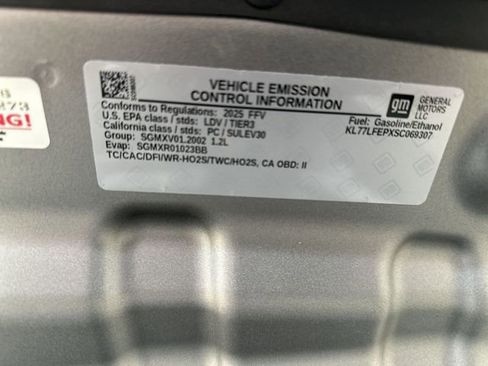 VEHICLE EMISSION
CONTROL INFORMATION
Conforms to Regulations: 2025 FFV
U.S. EPA class / stds: LDV / TIER3
California class / stds: PC / SULEV30
Group: SGMXV01.2002 1.2L
Evap: SGMXR01023BB
TC/CAC/DFI/WR-HO2S/TWC/HO2S, CA OBD: II
gm
GENERAL
MOTORS
LLC
Fuel: Gasoline/Ethanol
KL77LFEPXSC069307
NG!